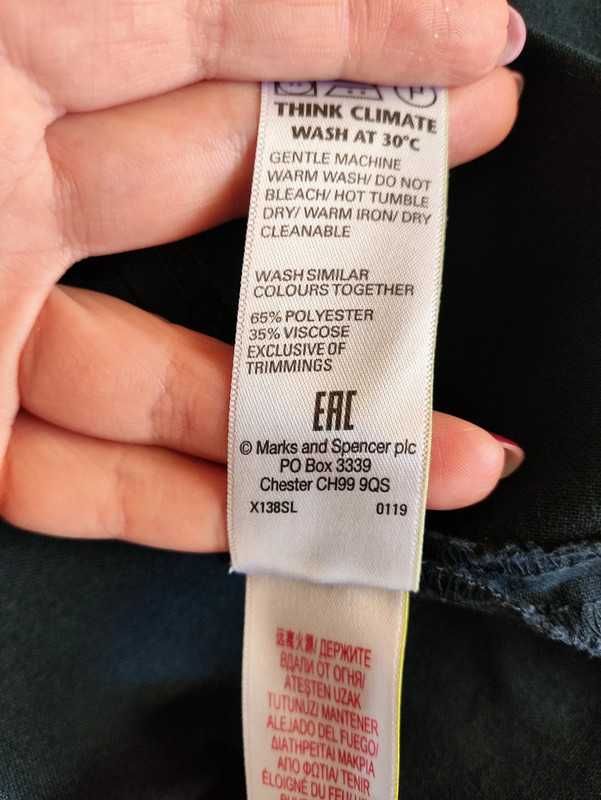 THINK CLIMATE
WASH AT 30°C
GENTLE MACHINE
WARM WASH/ DO NOT
BLEACH/ HOT TUMBLE
DRY/ WARM IRON/ DRY
CLEANABLE
WASH SIMILAR
COLOURS TOGETHER
65% POLYESTER
35% VISCOSE
EXCLUSIVE OF
TRIMMINGS
EAC
© Marks and Spencer plc
PO Box 3339
Chester CH99 9QS
X138SL 0119
远离火源/ ДЕРЖИТЕ
ВДАЛИ ОТ ОГНЯ/
ATEŞTEN UZAK
TUTUNUZ/ MANTENER
ALEJADO DEL FUEGO/
ΔΙΑΤΗΡΕΙΤΑΙ ΜΑΚΡΙΑ
ΑΠΟ ΦΩΤΙΑ/ TENIR
ÉLOIGNÉ DU FEU/